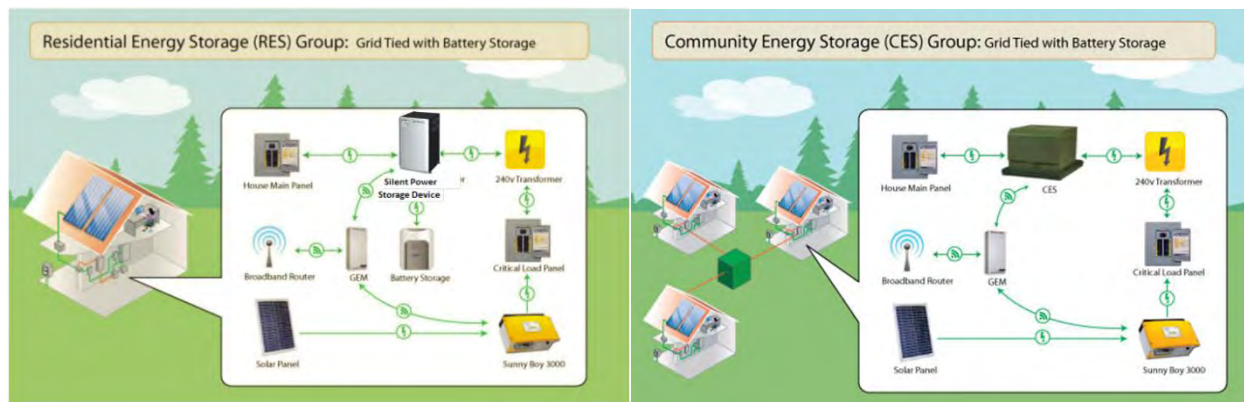 Residential Energy Storage (RES) Group: Grid Tied with Battery Storage
House Main Panel
Silent Power
Storage Device
240v Transformer
Broadband Router
GEM
Battery Storage
Critical Load Panel
Solar Panel
Sunny Boy 3000
Community Energy Storage (CES) Group: Grid Tied with Battery Storage
House Main Panel
CES
240v Transformer
Broadband Router
GEM
Critical Load Panel
Solar Panel
Sunny Boy 3000